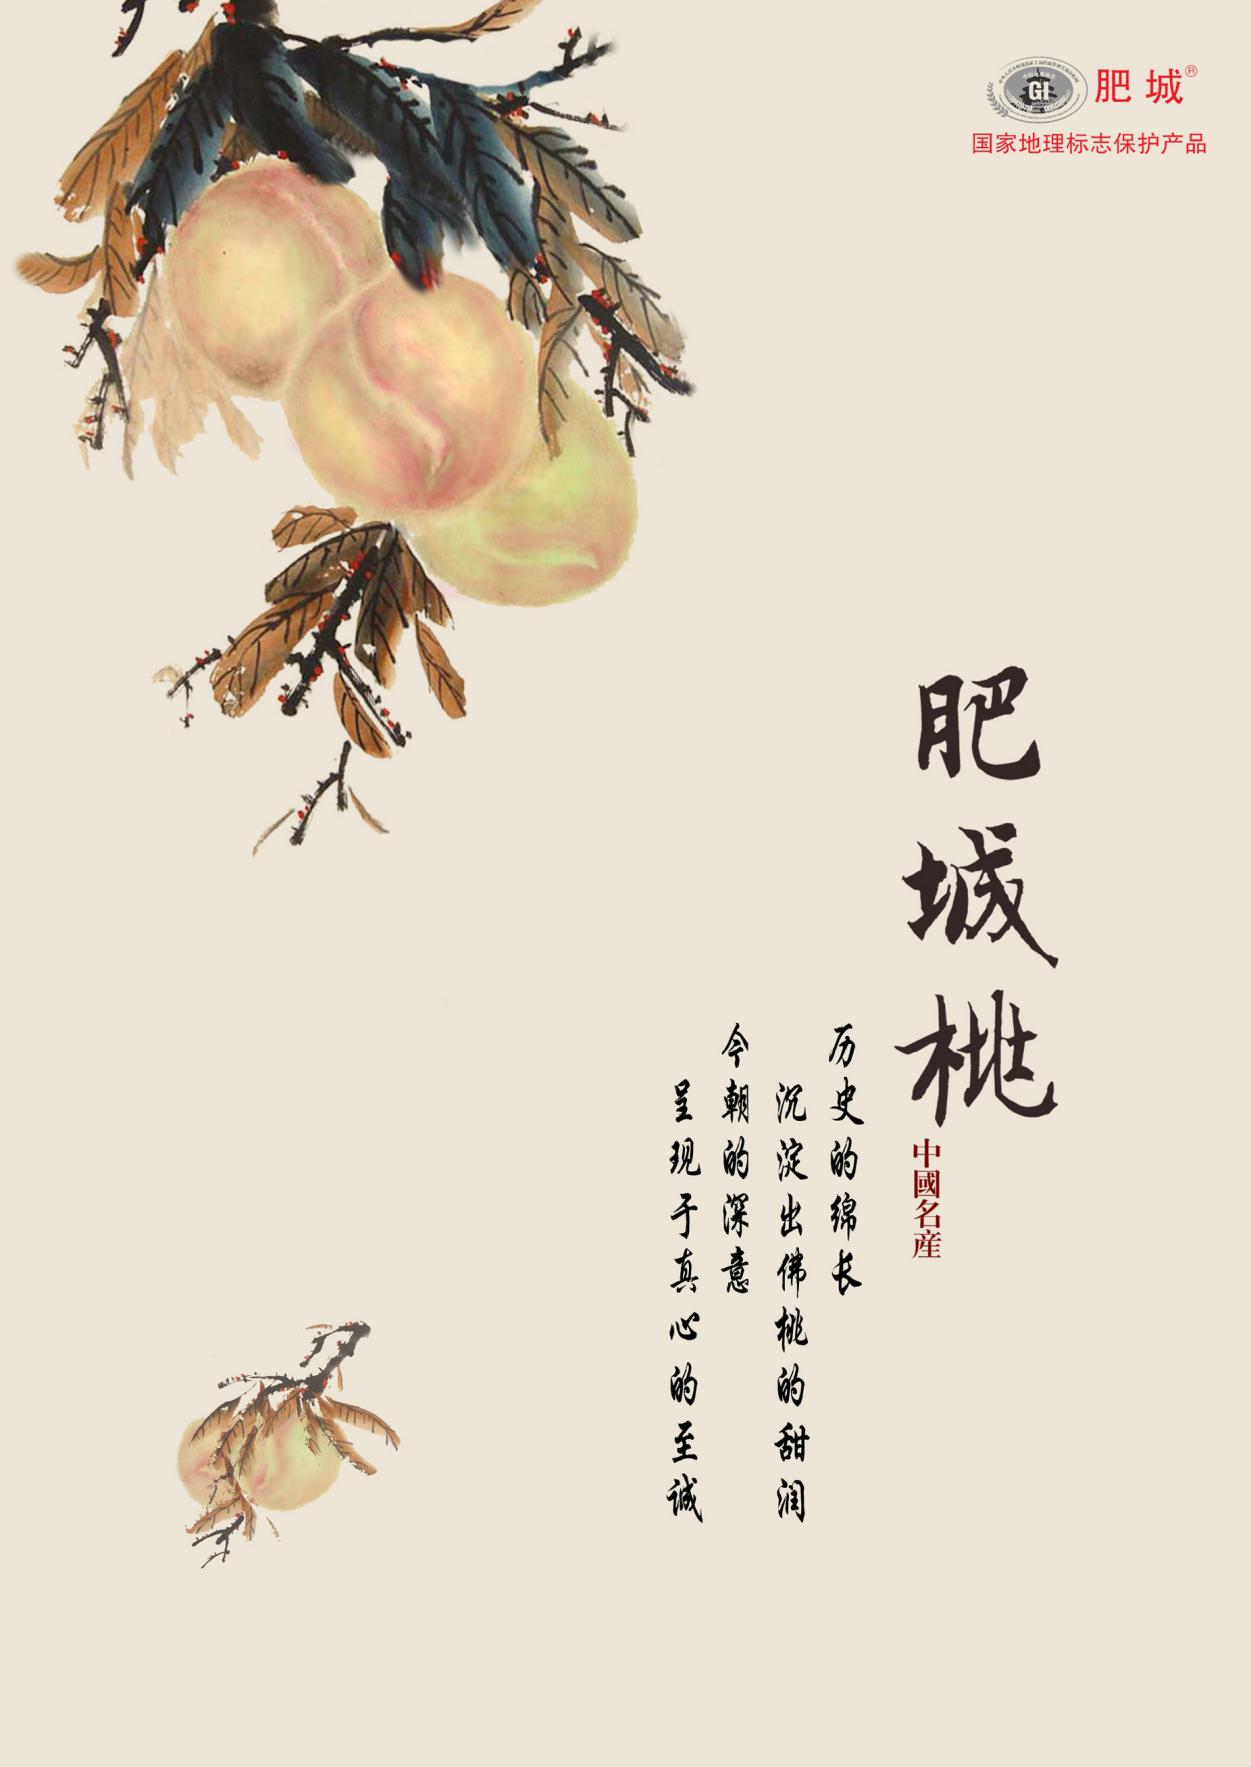 GI
肥城®
国家地理标志保护产品
肥城桃
中國名産
历史的绵长
沉淀出佛桃的甜润
今朝的深意
呈现于真心的至诚